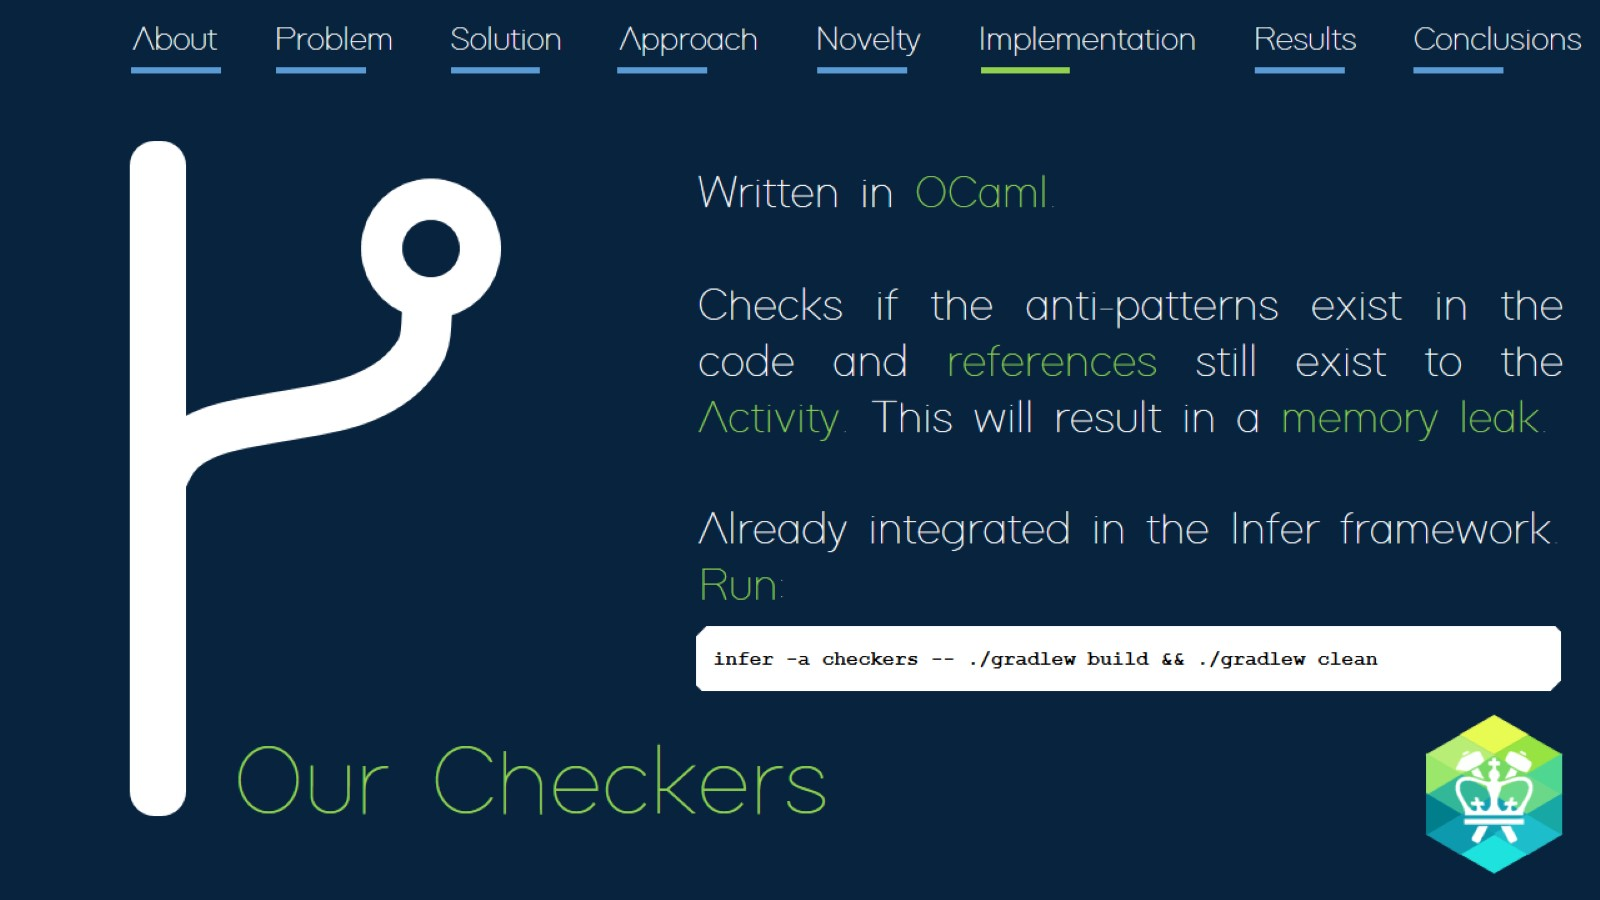 About Problem Solution Approach Novelty Implementation Results Conclusions
Written in OCaml.
Checks if the anti-patterns exist in the
code and references still exist to the
Activity. This will result in a memory leak.
Already integrated in the Infer framework.
Run:
infer -a checkers -- ./gradlew build && ./gradlew clean
Our Checkers